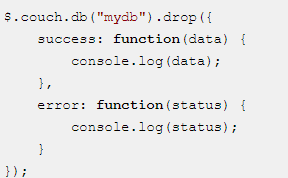 $.couch.db("mydb").drop({
    success: function(data) {
        console.log(data);
    },
    error: function(status) {
        console.log(status);
    }
});